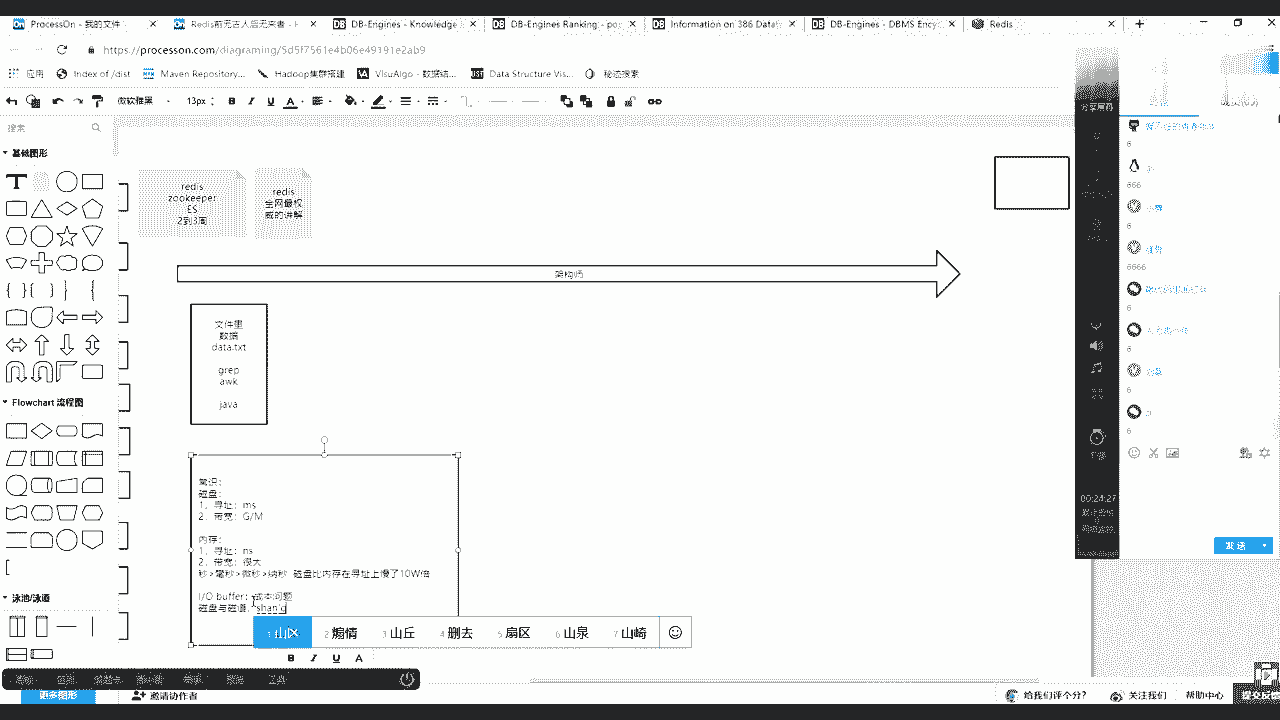 ProcessOn - 我的文件
Redis前无古人后无来者 - P
DB-Engines - Knowledge
DB-Engines Ranking - pop
Information on 386 Datab
DB-Engines - DBMS Ency
Redis
https://processon.com/diagraming/5d5f7561e4b06e49191e2ab9
应用
Index of /dist
Maven Repository...
Hadoop集群搭建
VisuAlgo - 数据结...
Data Structure Vis...
秘迹搜索
微软雅黑
13px
搜索
基础图形
Flowchart 流程图
泳池/泳道
更多图形
redis
zookeeper
ES
2到3周
redis
全网最权
威的讲解
架构师
文件里
数据
data.txt
grep
awk
java
常识：
磁盘：
1，寻址：ms
2，带宽：G/M
内存：
1，寻址：ns
2，带宽：很大
秒>毫秒>微秒>纳秒 磁盘比内存在寻址上慢了10W倍
I/O buffer：成本问题
磁盘与磁道，shan'q
1 山区
2 煽情
3 山丘
4 删去
5 扇区
6 山泉
7 山崎
邀请协作者
给我们评个分？
关注我们
帮助中心
提交反馈
分享屏幕
00:24:27
6
666
6
6666
6
6
6
6
发送